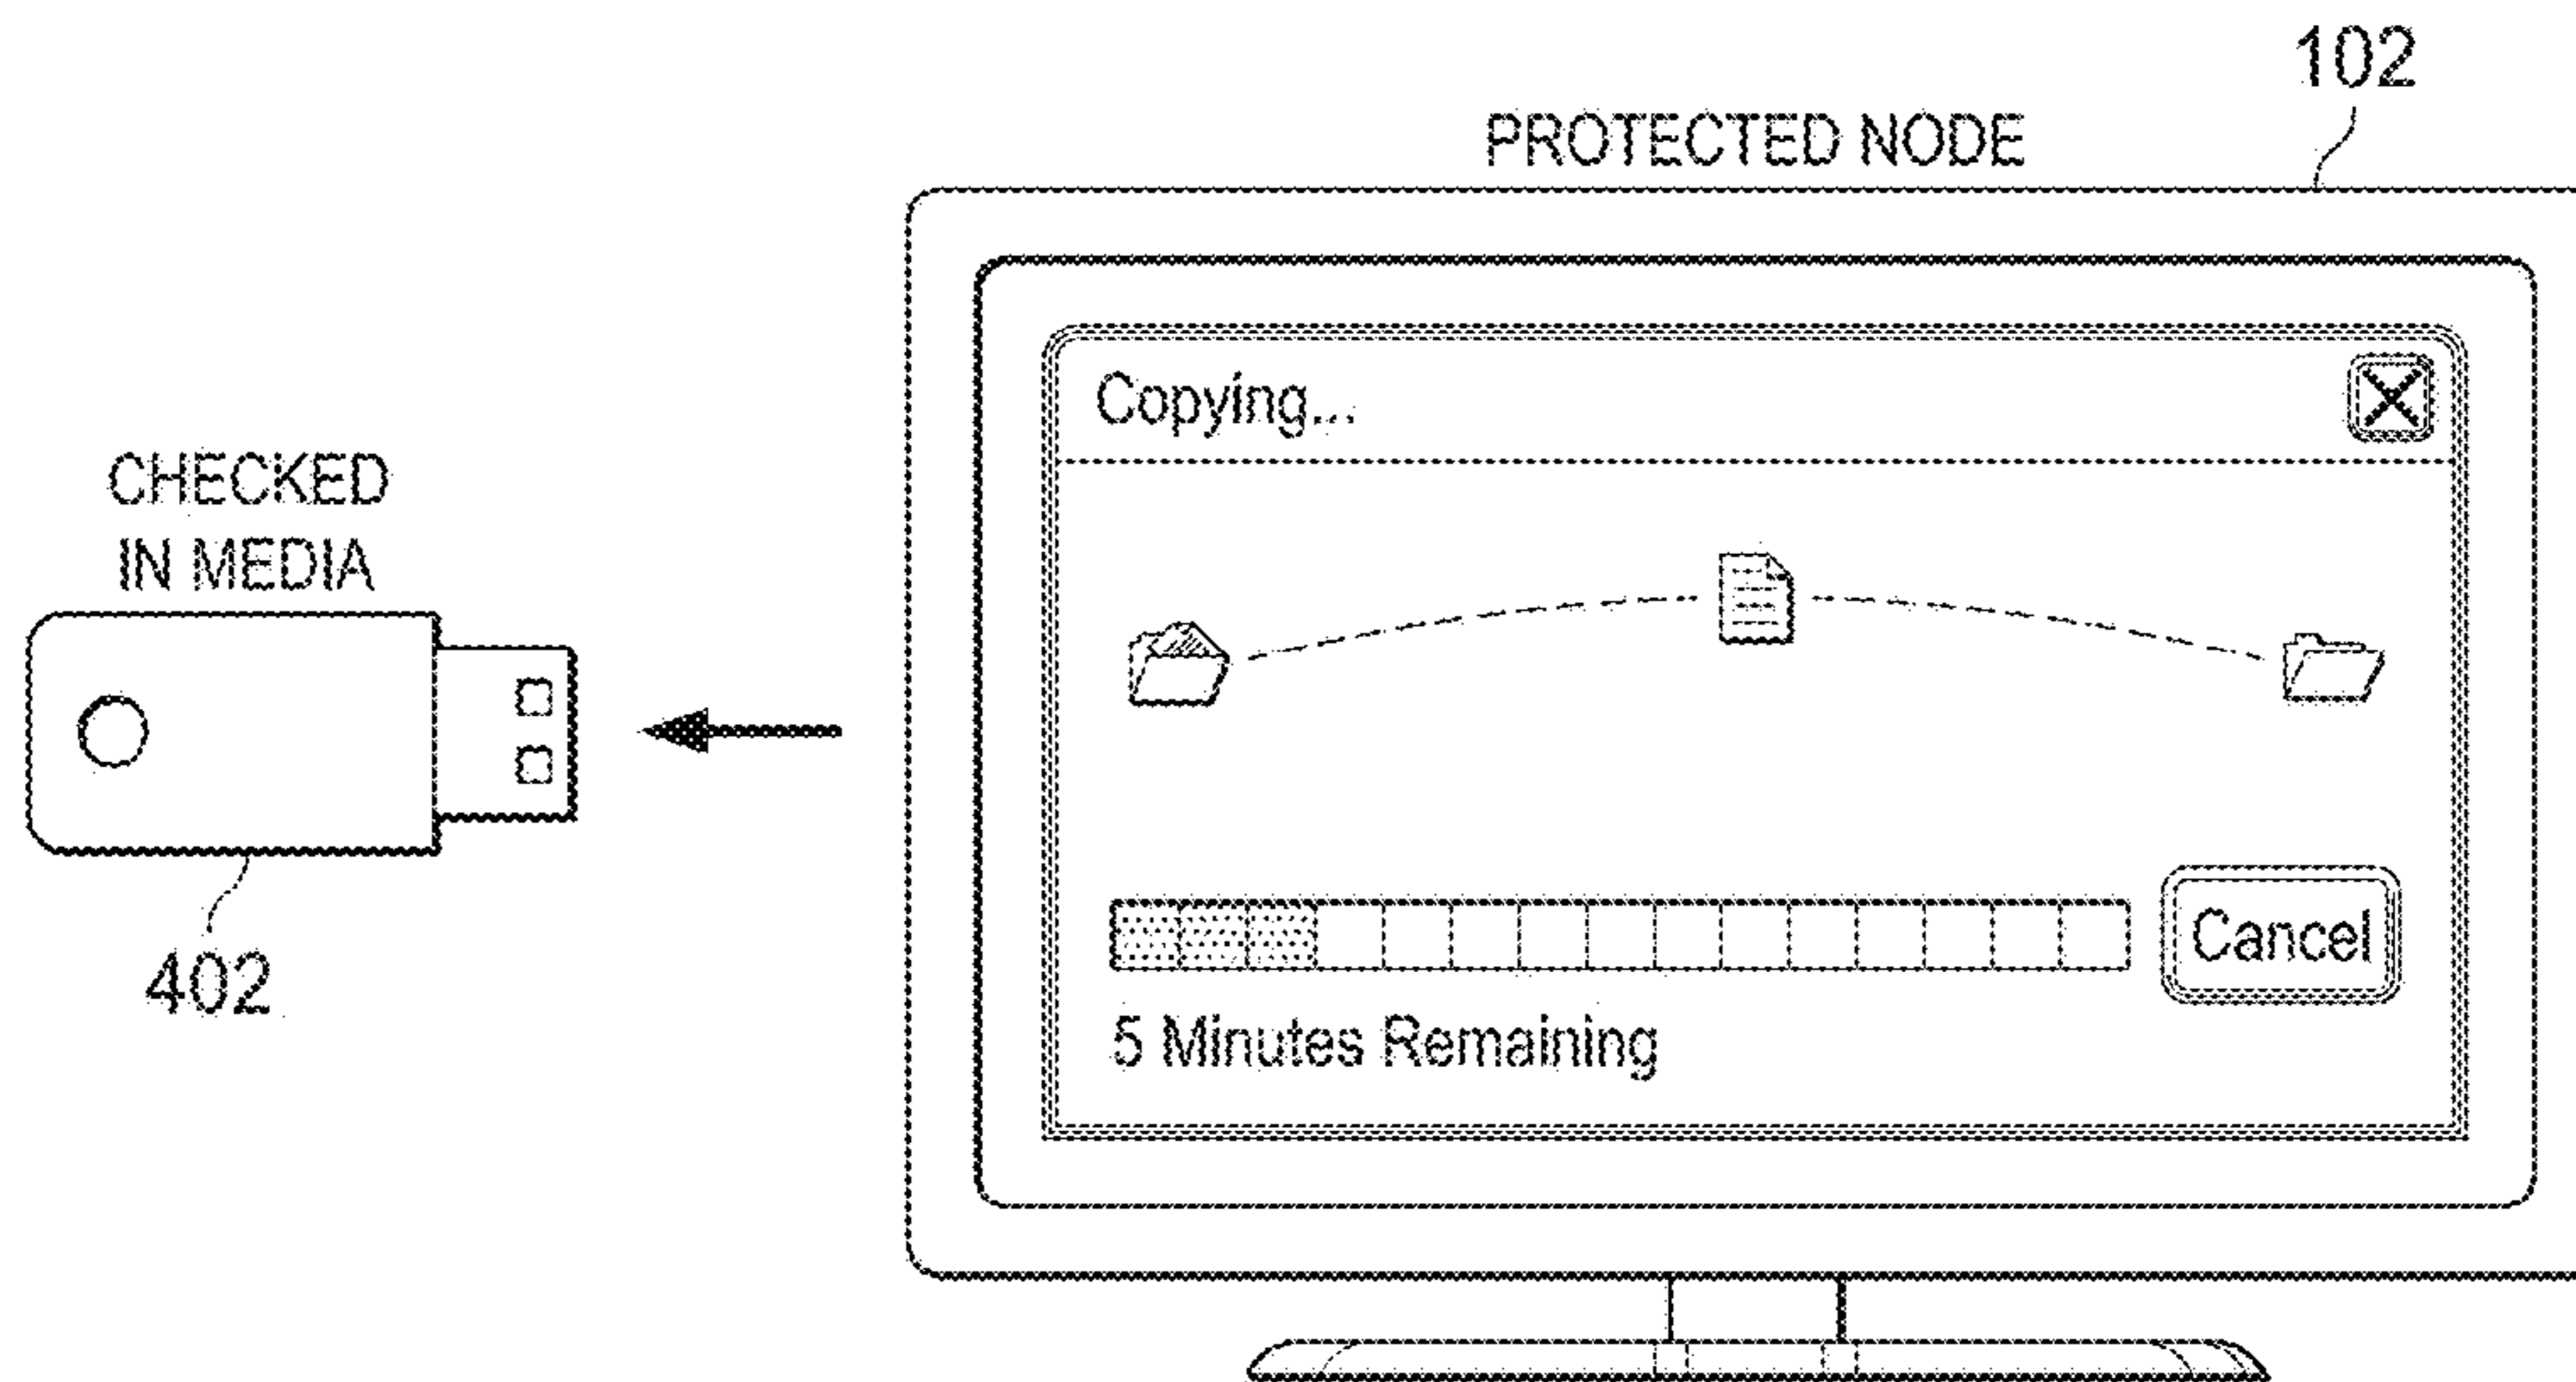 102
PROTECTED NODE
Copying...
CHECKED
IN MEDIA
402
Cancel
5 Minutes Remaining